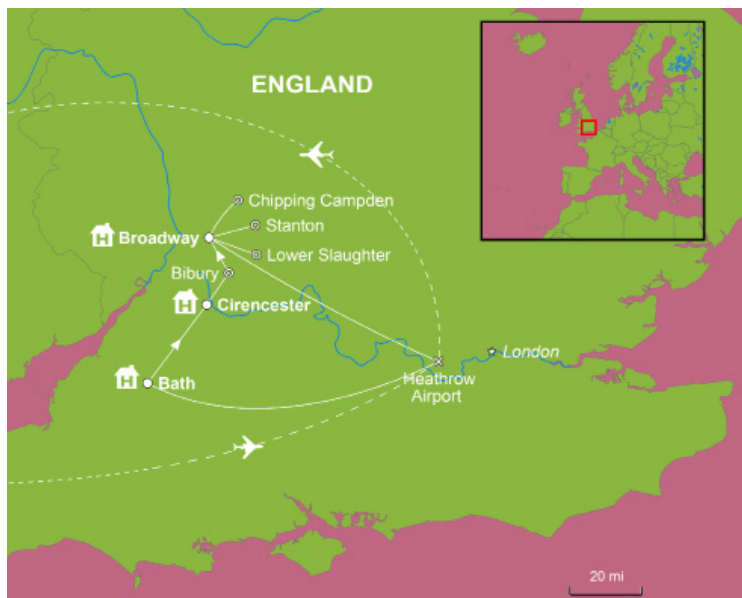 ENGLAND
Chipping Campden
Stanton
H Broadway
Lower Slaughter
Bibury
H Cirencester
London
Heathrow
Airport
H Bath
20 mi